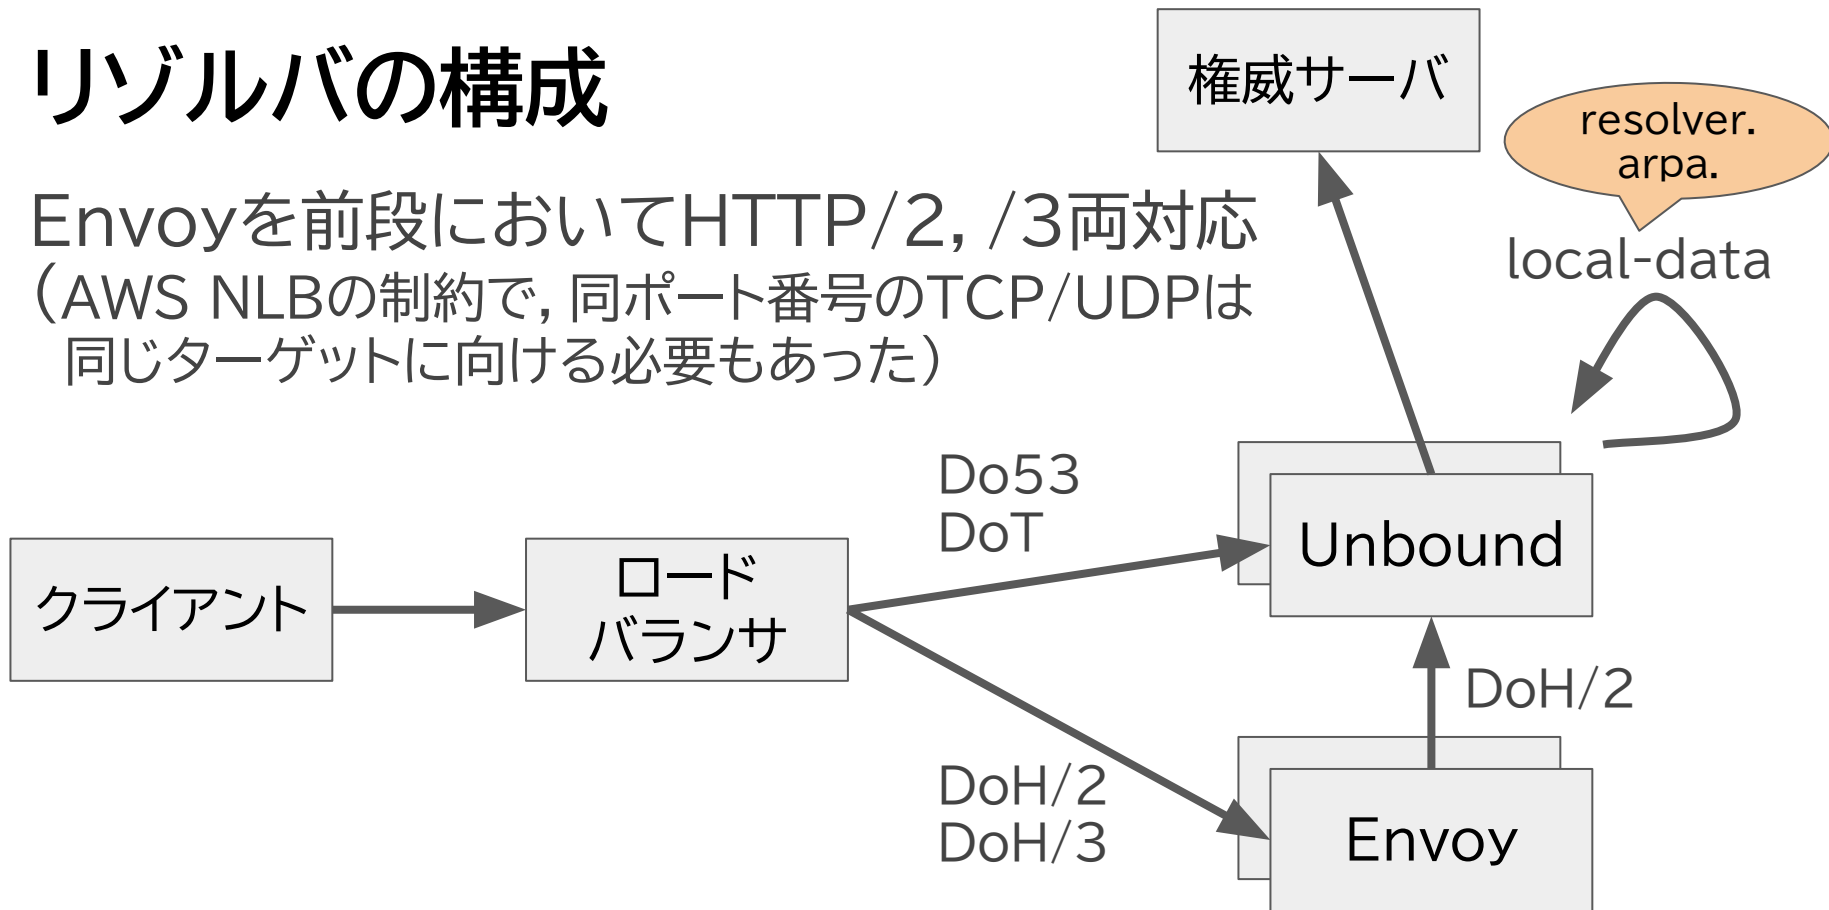 リゾルバの構成
Envoyを前段においてHTTP/2, /3両対応
（AWS NLBの制約で, 同ポート番号のTCP/UDPは
同じターゲットに向ける必要もあった）
権威サーバ
resolver.
arpa.
local-data
Do53
DoT
Unbound
クライアント
ロード
バランサ
DoH/2
DoH/2
DoH/3
Envoy